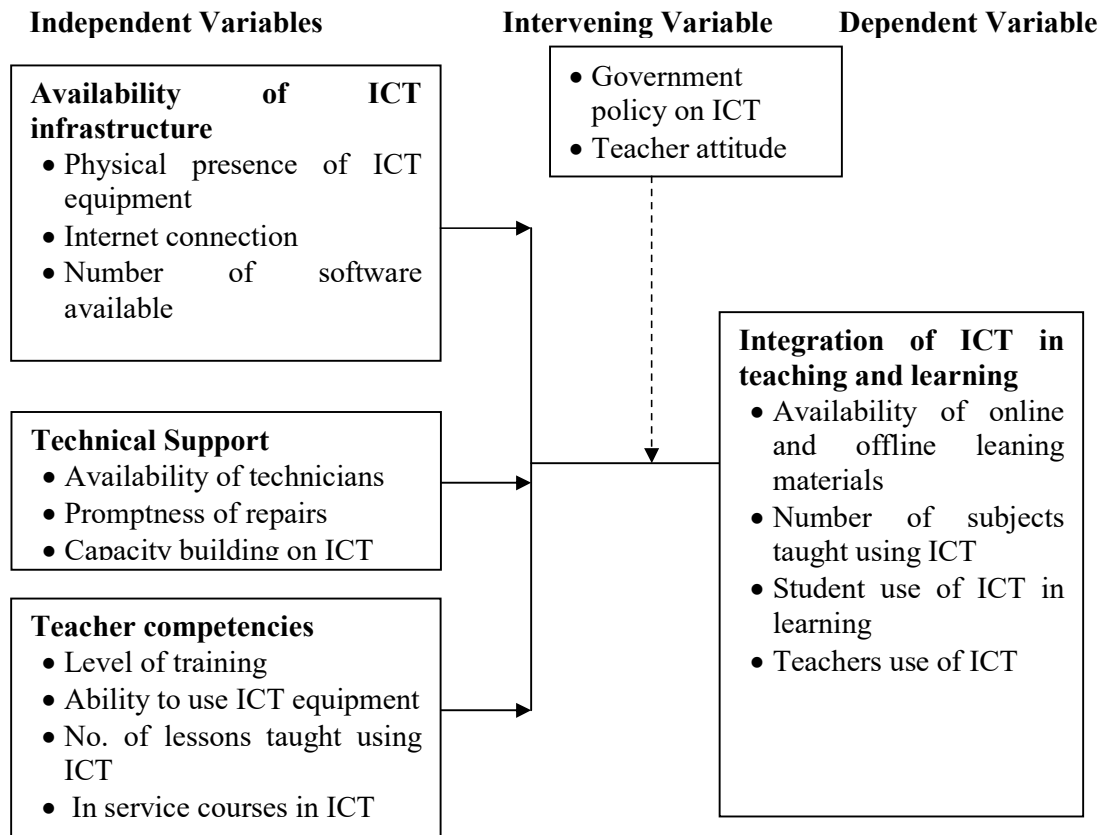 Independent Variables
Intervening Variable
Dependent Variable
Availability of ICT
infrastructure
• Physical presence of ICT
equipment
• Internet connection
• Number of software
available
Technical Support
• Availability of technicians
• Promptness of repairs
• Capacity building on ICT
Teacher competencies
• Level of training
• Ability to use ICT equipment
• No. of lessons taught using
ICT
• In service courses in ICT
• Government
policy on ICT
• Teacher attitude
Integration of ICT in
teaching and learning
• Availability of online
and offline leaning
materials
• Number of subjects
taught using ICT
• Student use of ICT in
learning
• Teachers use of ICT